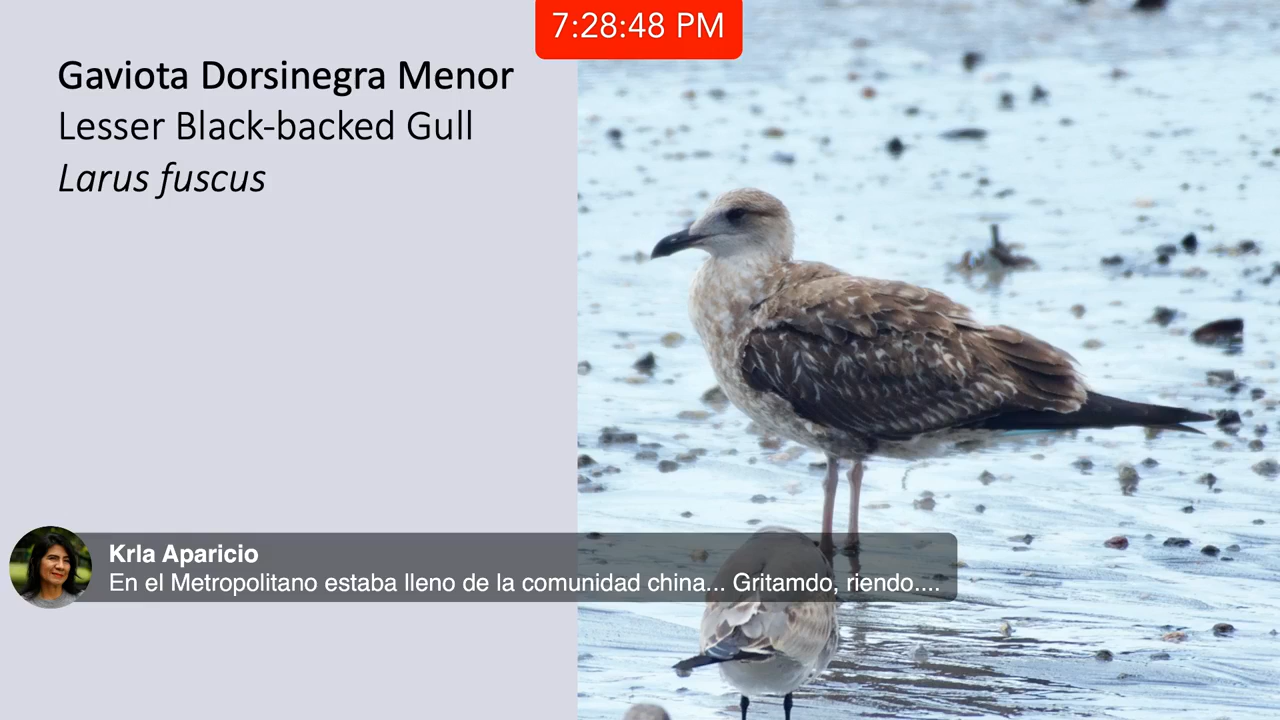 7:28:48 PM
Gaviota Dorsinegra Menor
Lesser Black-backed Gull
Larus fuscus
Krla Aparicio
En el Metropolitano estaba lleno de la comunidad china... Gritamdo, riendo....